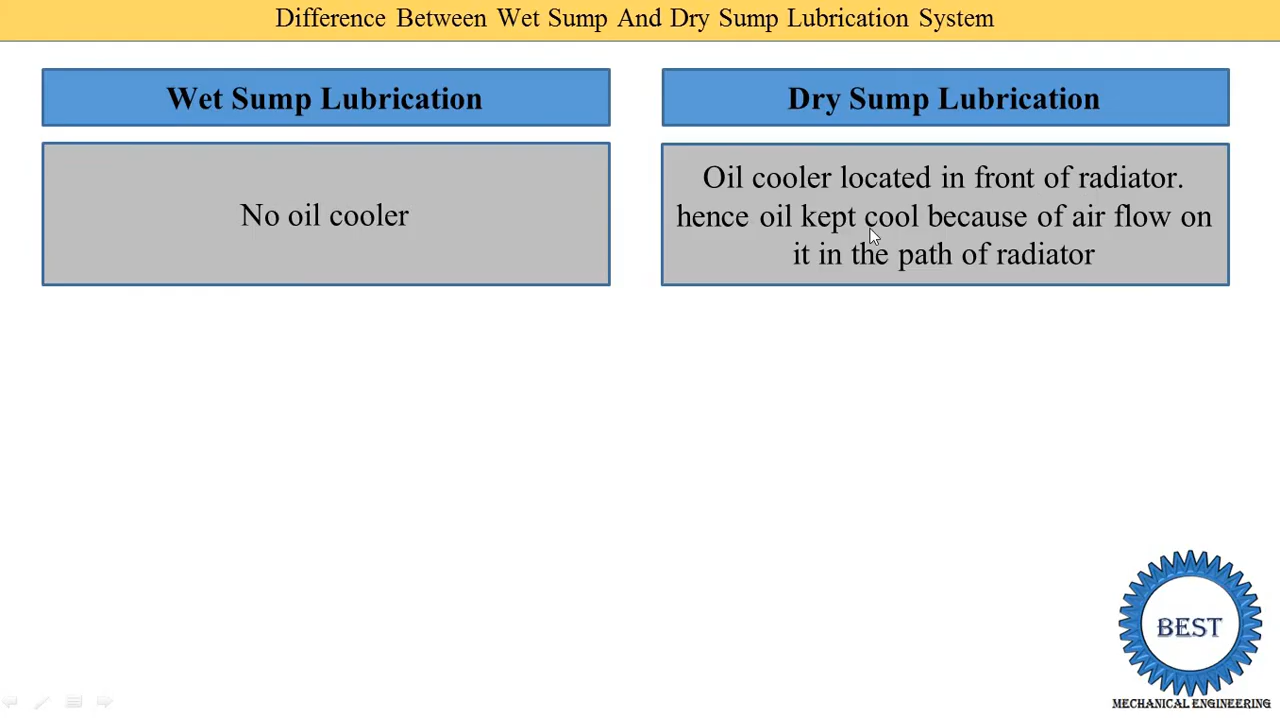 Difference Between Wet Sump And Dry Sump Lubrication System
Wet Sump Lubrication
Dry Sump Lubrication
No oil cooler
Oil cooler located in front of radiator.
hence oil kept cool because of air flow on
it in the path of radiator
BEST
MECHANICAL ENGINEERING